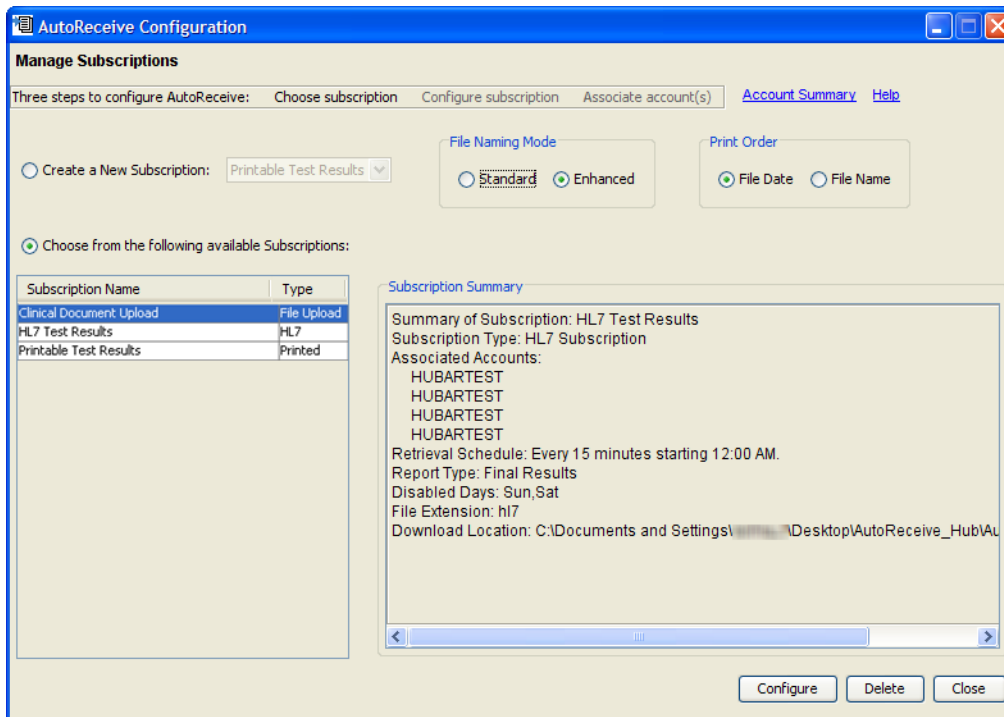 AutoReceive Configuration
Manage Subscriptions
Three steps to configure AutoReceive: Choose subscription Configure subscription Associate account(s) Account Summary Help
File Naming Mode Print Order
Create a New Subscription: Printable Test Results Standard Enhanced File Date File Name
Choose from the following available Subscriptions:
Subscription Name Type
Clinical Document Upload File Upload
HL7 Test Results HL7
Printable Test Results Printed
Subscription Summary
Summary of Subscription: HL7 Test Results
Subscription Type: HL7 Subscription
Associated Accounts:
HUBARTEST
HUBARTEST
HUBARTEST
HUBARTEST
Retrieval Schedule: Every 15 minutes starting 12:00 AM.
Report Type: Final Results
Disabled Days: Sun,Sat
File Extension: hl7
Download Location: C:\Documents and Settings\ \Desktop\AutoReceive_Hub\Au
Configure Delete Close